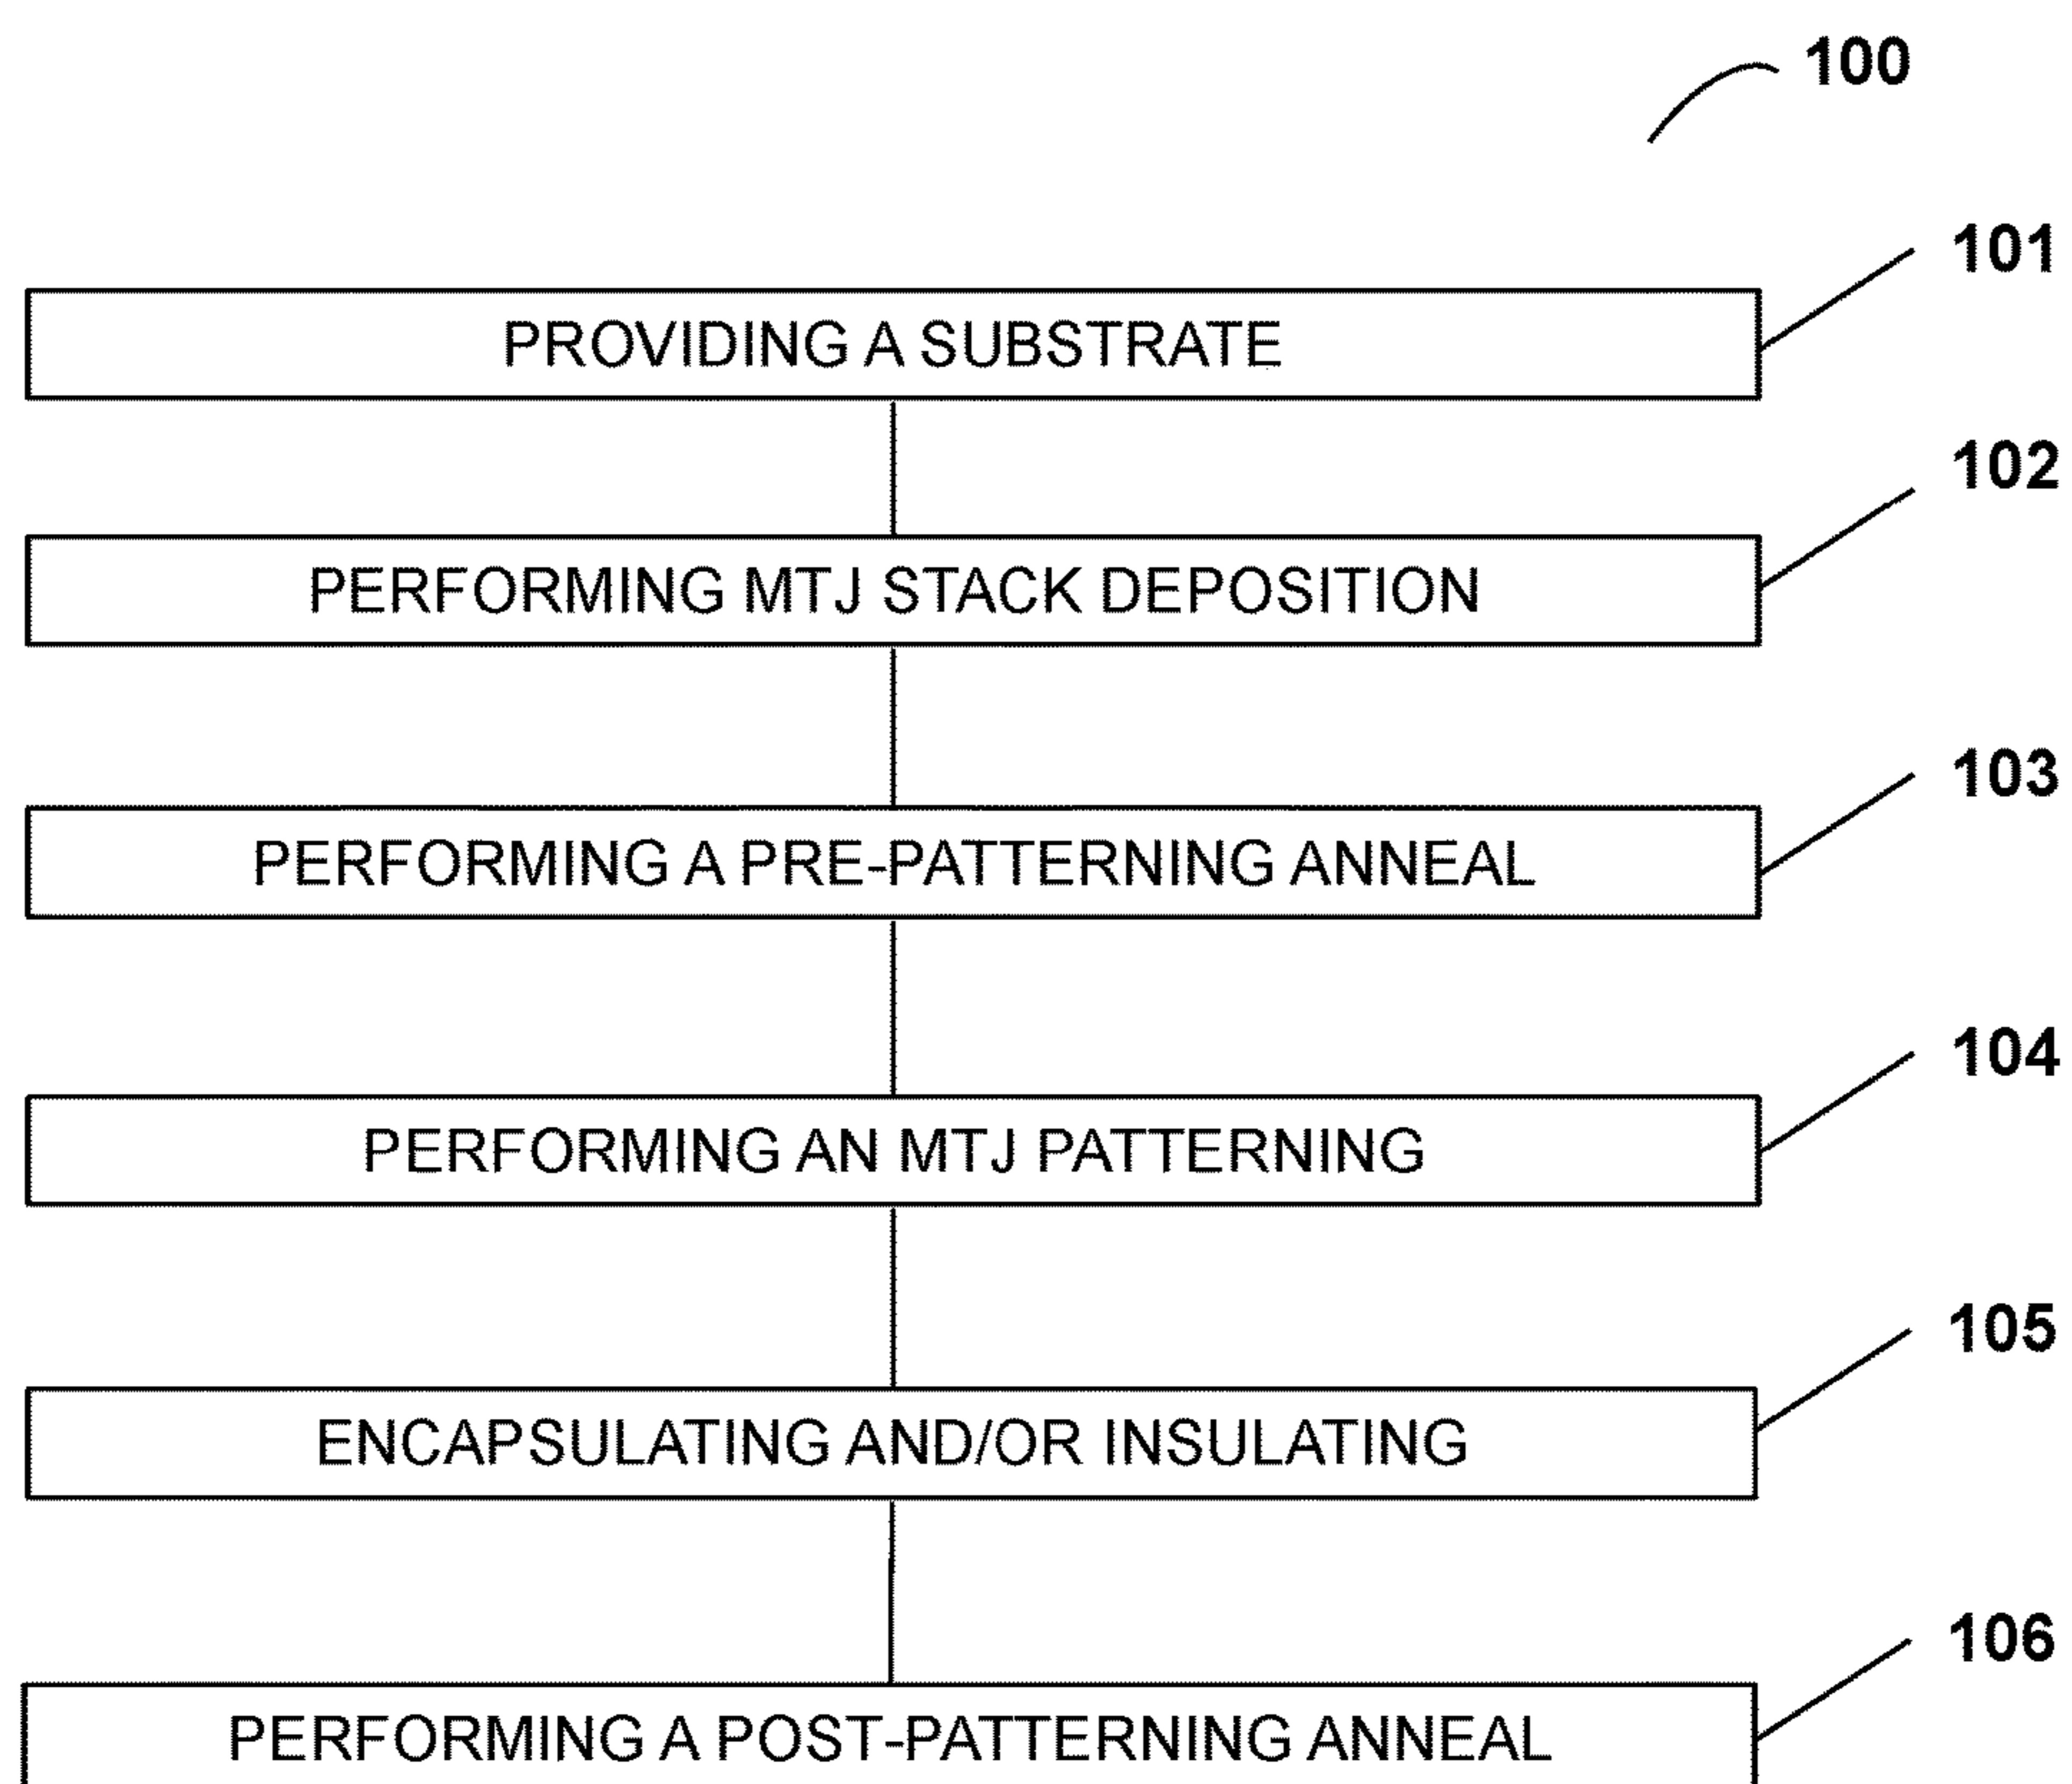 100
101
PROVIDING A SUBSTRATE
102
PERFORMING MTJ STACK DEPOSITION
103
PERFORMING A PRE-PATTERNING ANNEAL
104
PERFORMING AN MTJ PATTERNING
105
ENCAPSULATING AND/OR INSULATING
106
PERFORMING A POST-PATTERNING ANNEAL